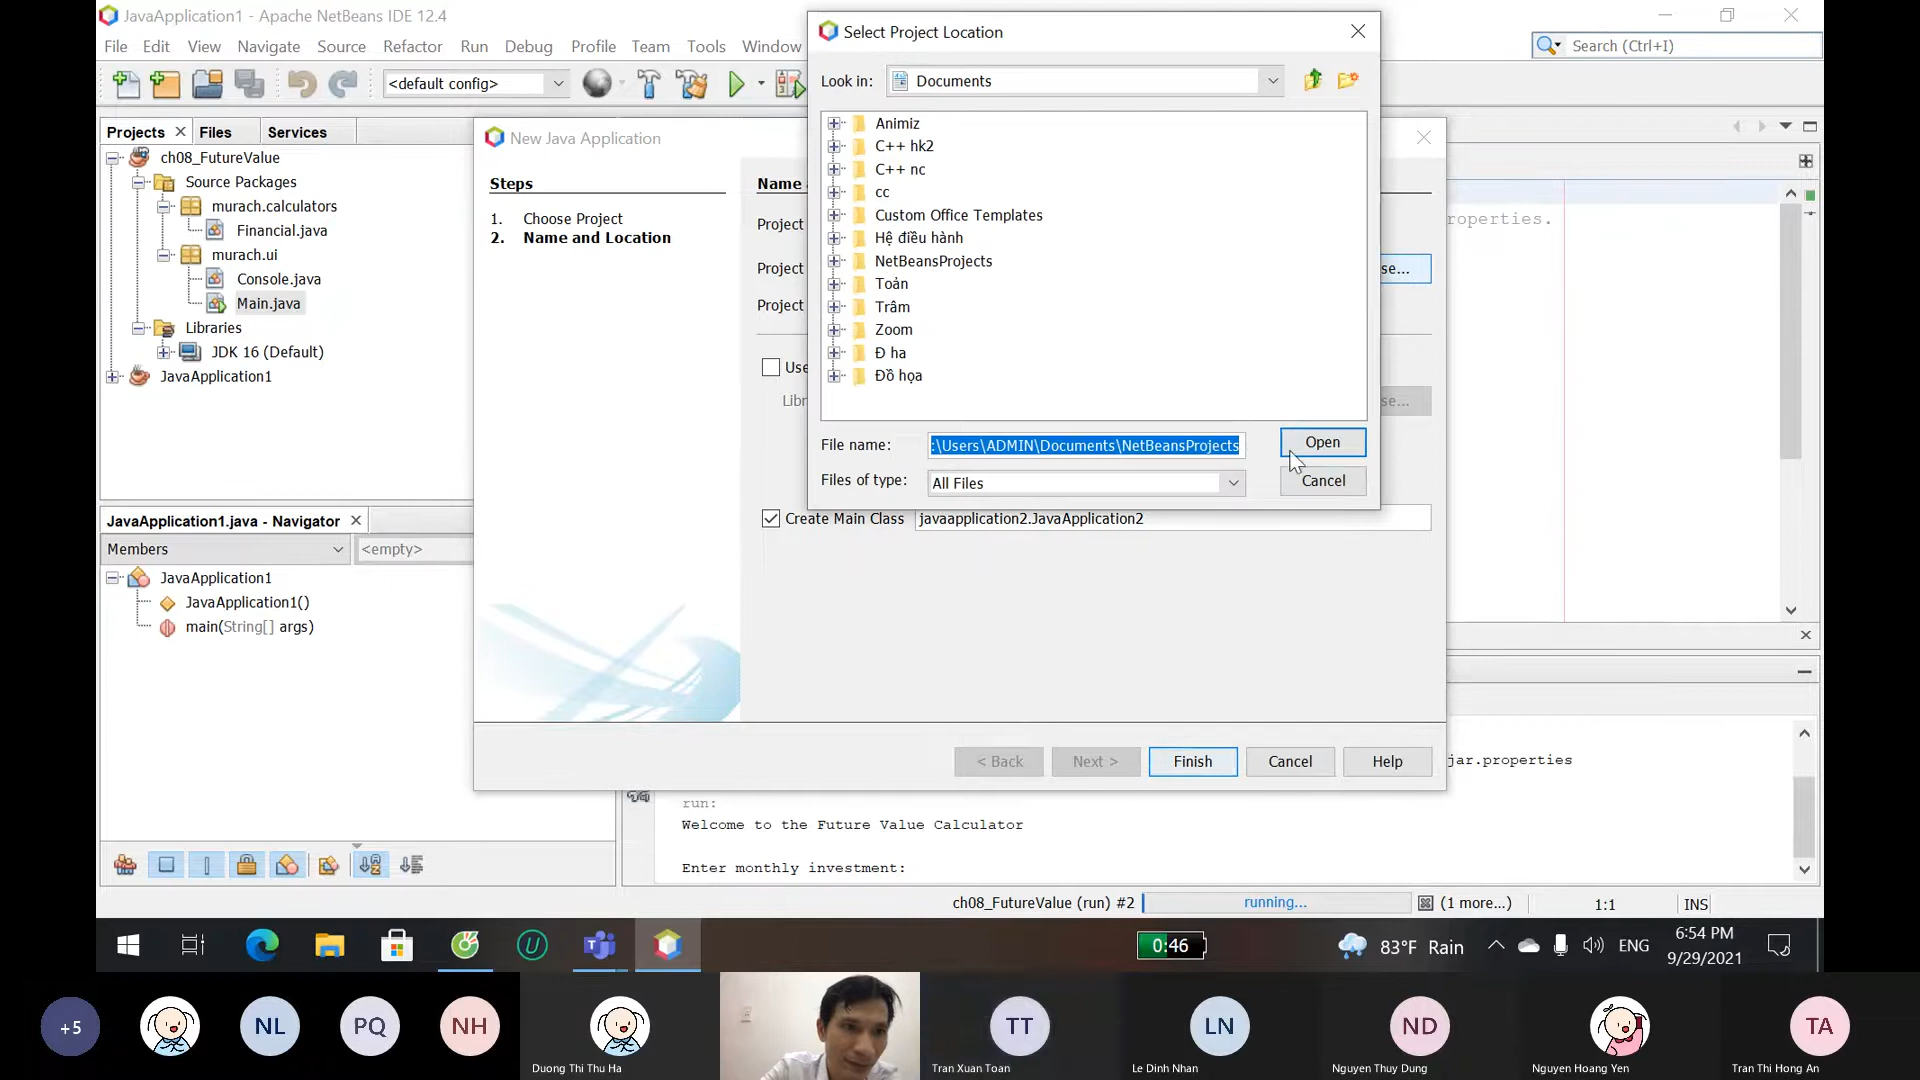 JavaApplication1 - Apache NetBeans IDE 12.4
File Edit View Navigate Source Refactor Run Debug Profile Team Tools Window
Search (Ctrl+I)
<default config>
Projects Files Services
ch08_FutureValue
Source Packages
murach.calculators
Financial.java
murach.ui
Console.java
Main.java
Libraries
JDK 16 (Default)
JavaApplication1
JavaApplication1.java - Navigator
Members
<empty>
JavaApplication1
JavaApplication1()
main(String[] args)
New Java Application
Steps
1. Choose Project
2. Name and Location
Name
Project
Project
se...
Project
Use
Libr
se...
Create Main Class
javaapplication2.JavaApplication2
< Back
Next >
Finish
Cancel
Help
Select Project Location
Look in:
Documents
Animiz
C++ hk2
C++ nc
cc
Custom Office Templates
Hệ điều hành
NetBeansProjects
Toản
Trâm
Zoom
Đ ha
Đồ họa
File name:
:\Users\ADMIN\Documents\NetBeansProjects
Open
Files of type:
All Files
Cancel
roperties.
jar.properties
run:
Welcome to the Future Value Calculator
Enter monthly investment:
ch08_FutureValue (run) #2
running...
(1 more...)
1:1
INS
0:46
83°F Rain
ENG
6:54 PM
9/29/2021
+5
NL
PQ
NH
Duong Thi Thu Ha
TT
Tran Xuan Toan
LN
Le Dinh Nhan
ND
Nguyen Thuy Dung
Nguyen Hoang Yen
TA
Tran Thi Hong An